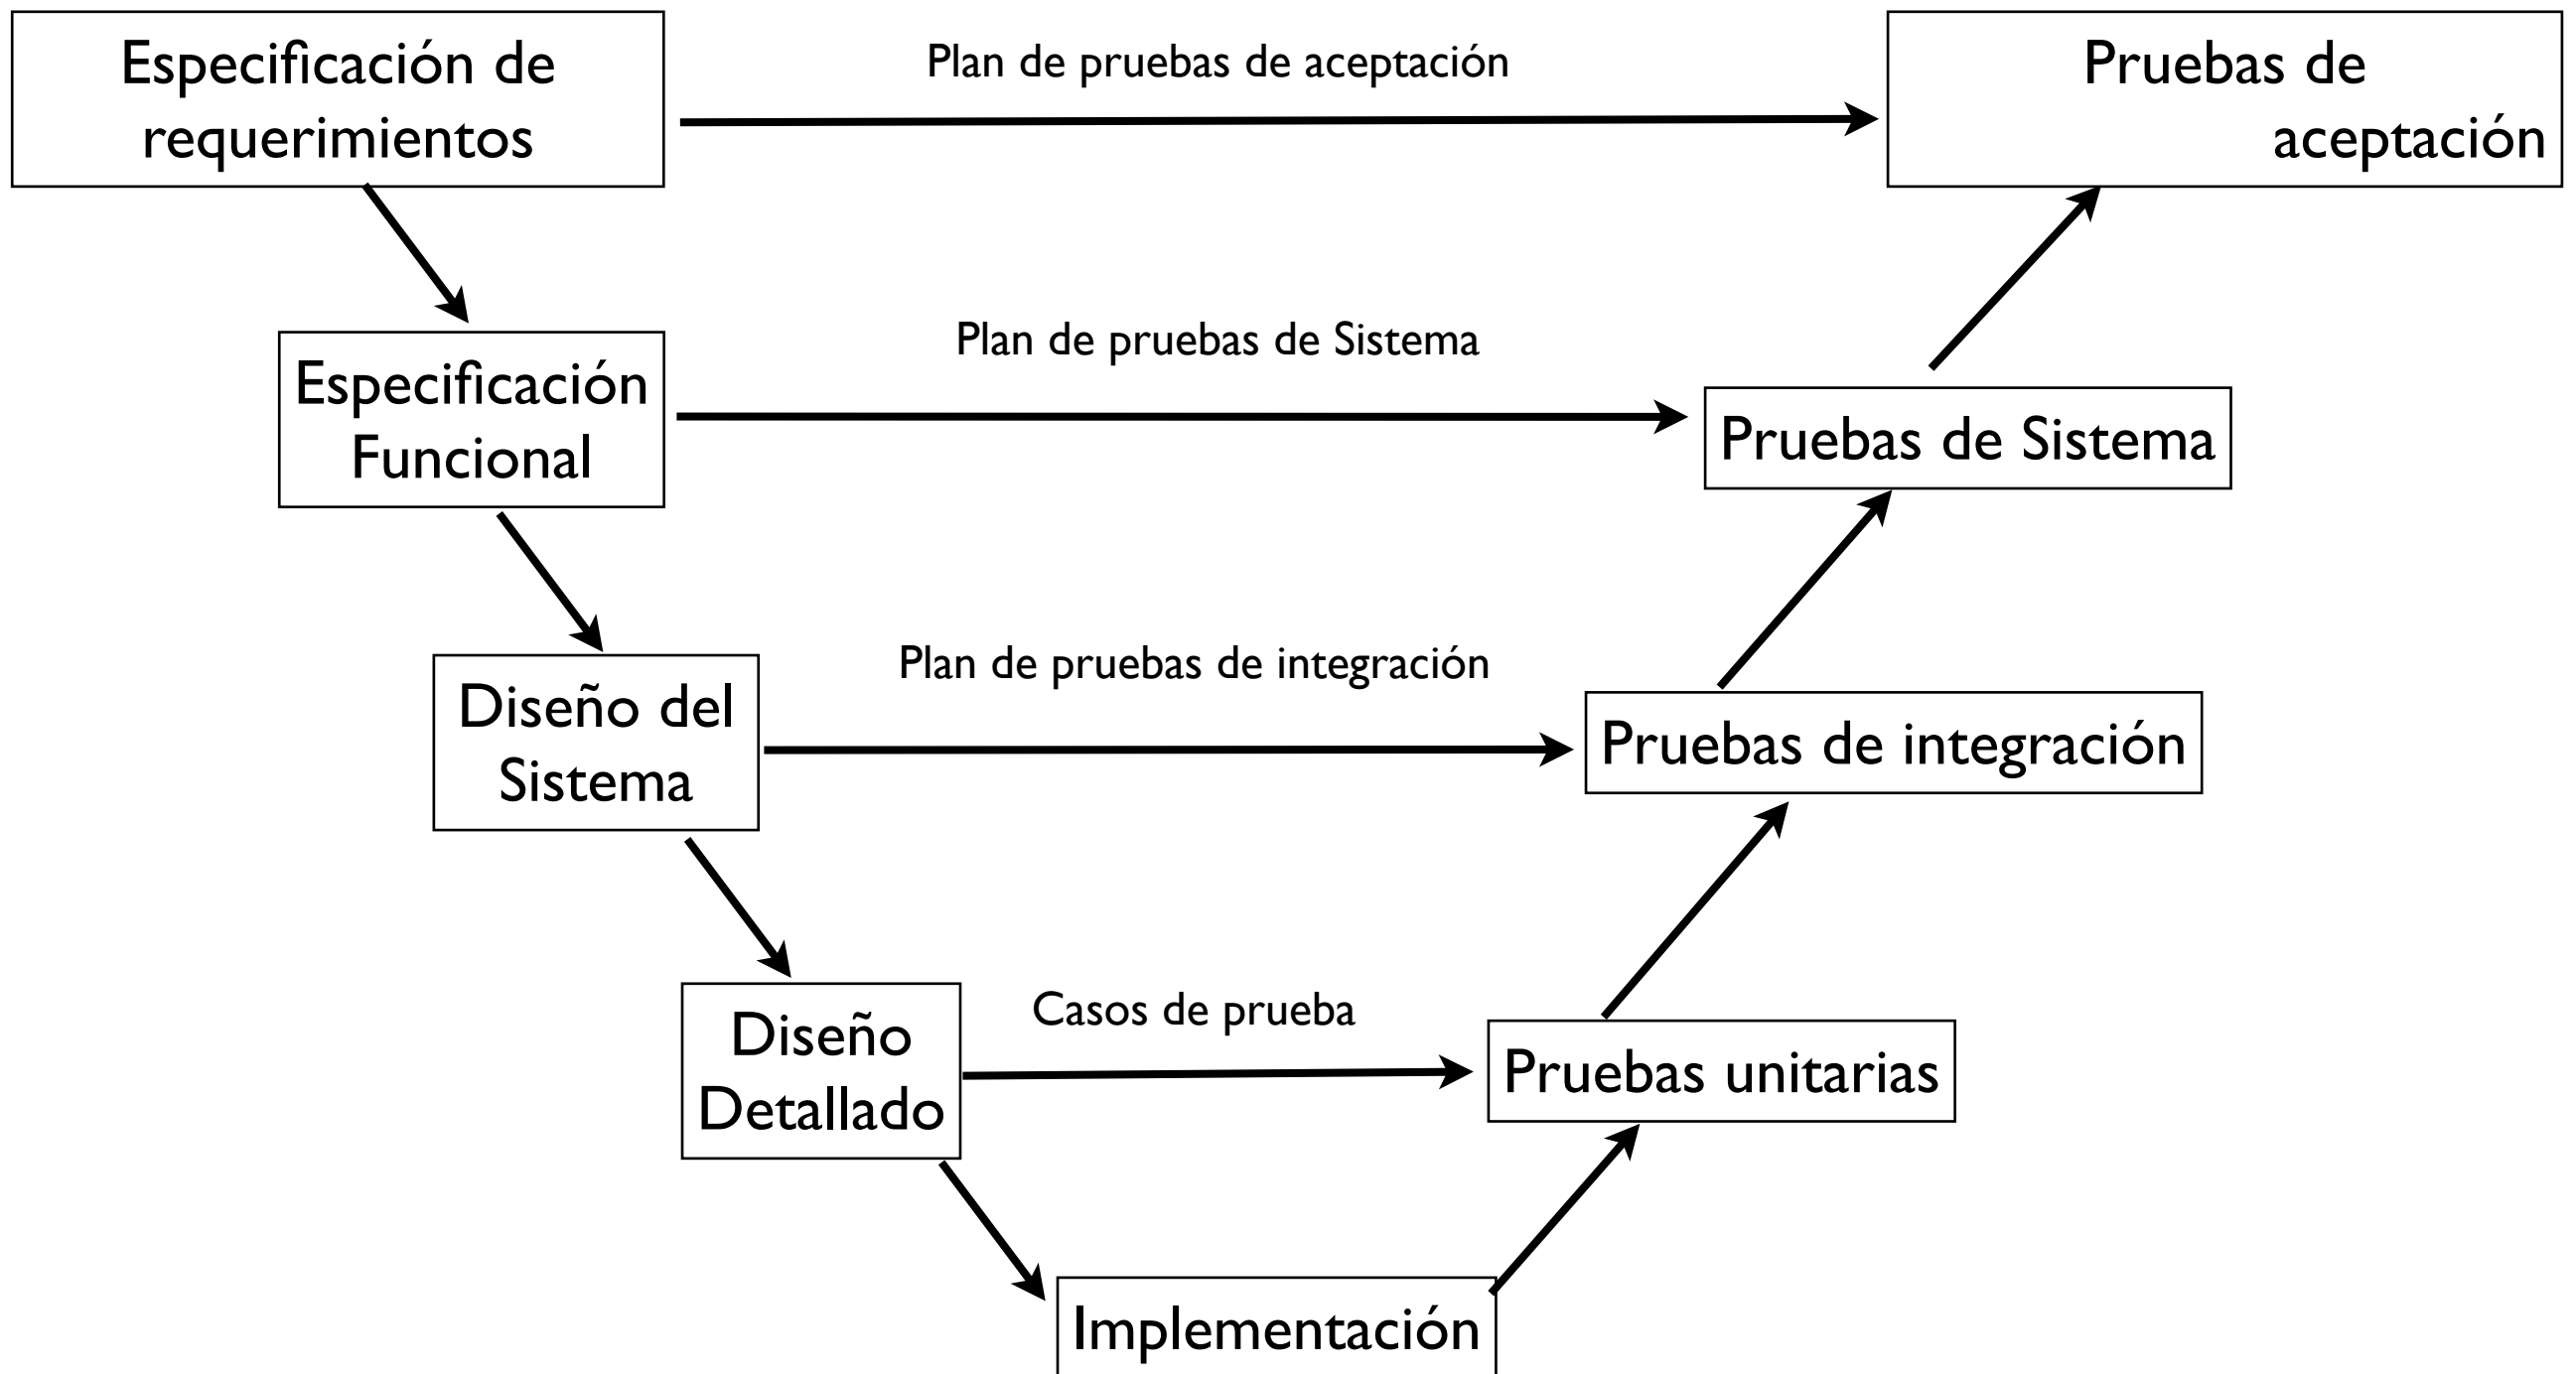 Especificación de
requerimientos
Plan de pruebas de aceptación
Pruebas de
aceptación
Especificación
Funcional
Plan de pruebas de Sistema
Pruebas de Sistema
Diseño del
Sistema
Plan de pruebas de integración
Pruebas de integración
Diseño
Detallado
Casos de prueba
Pruebas unitarias
Implementación